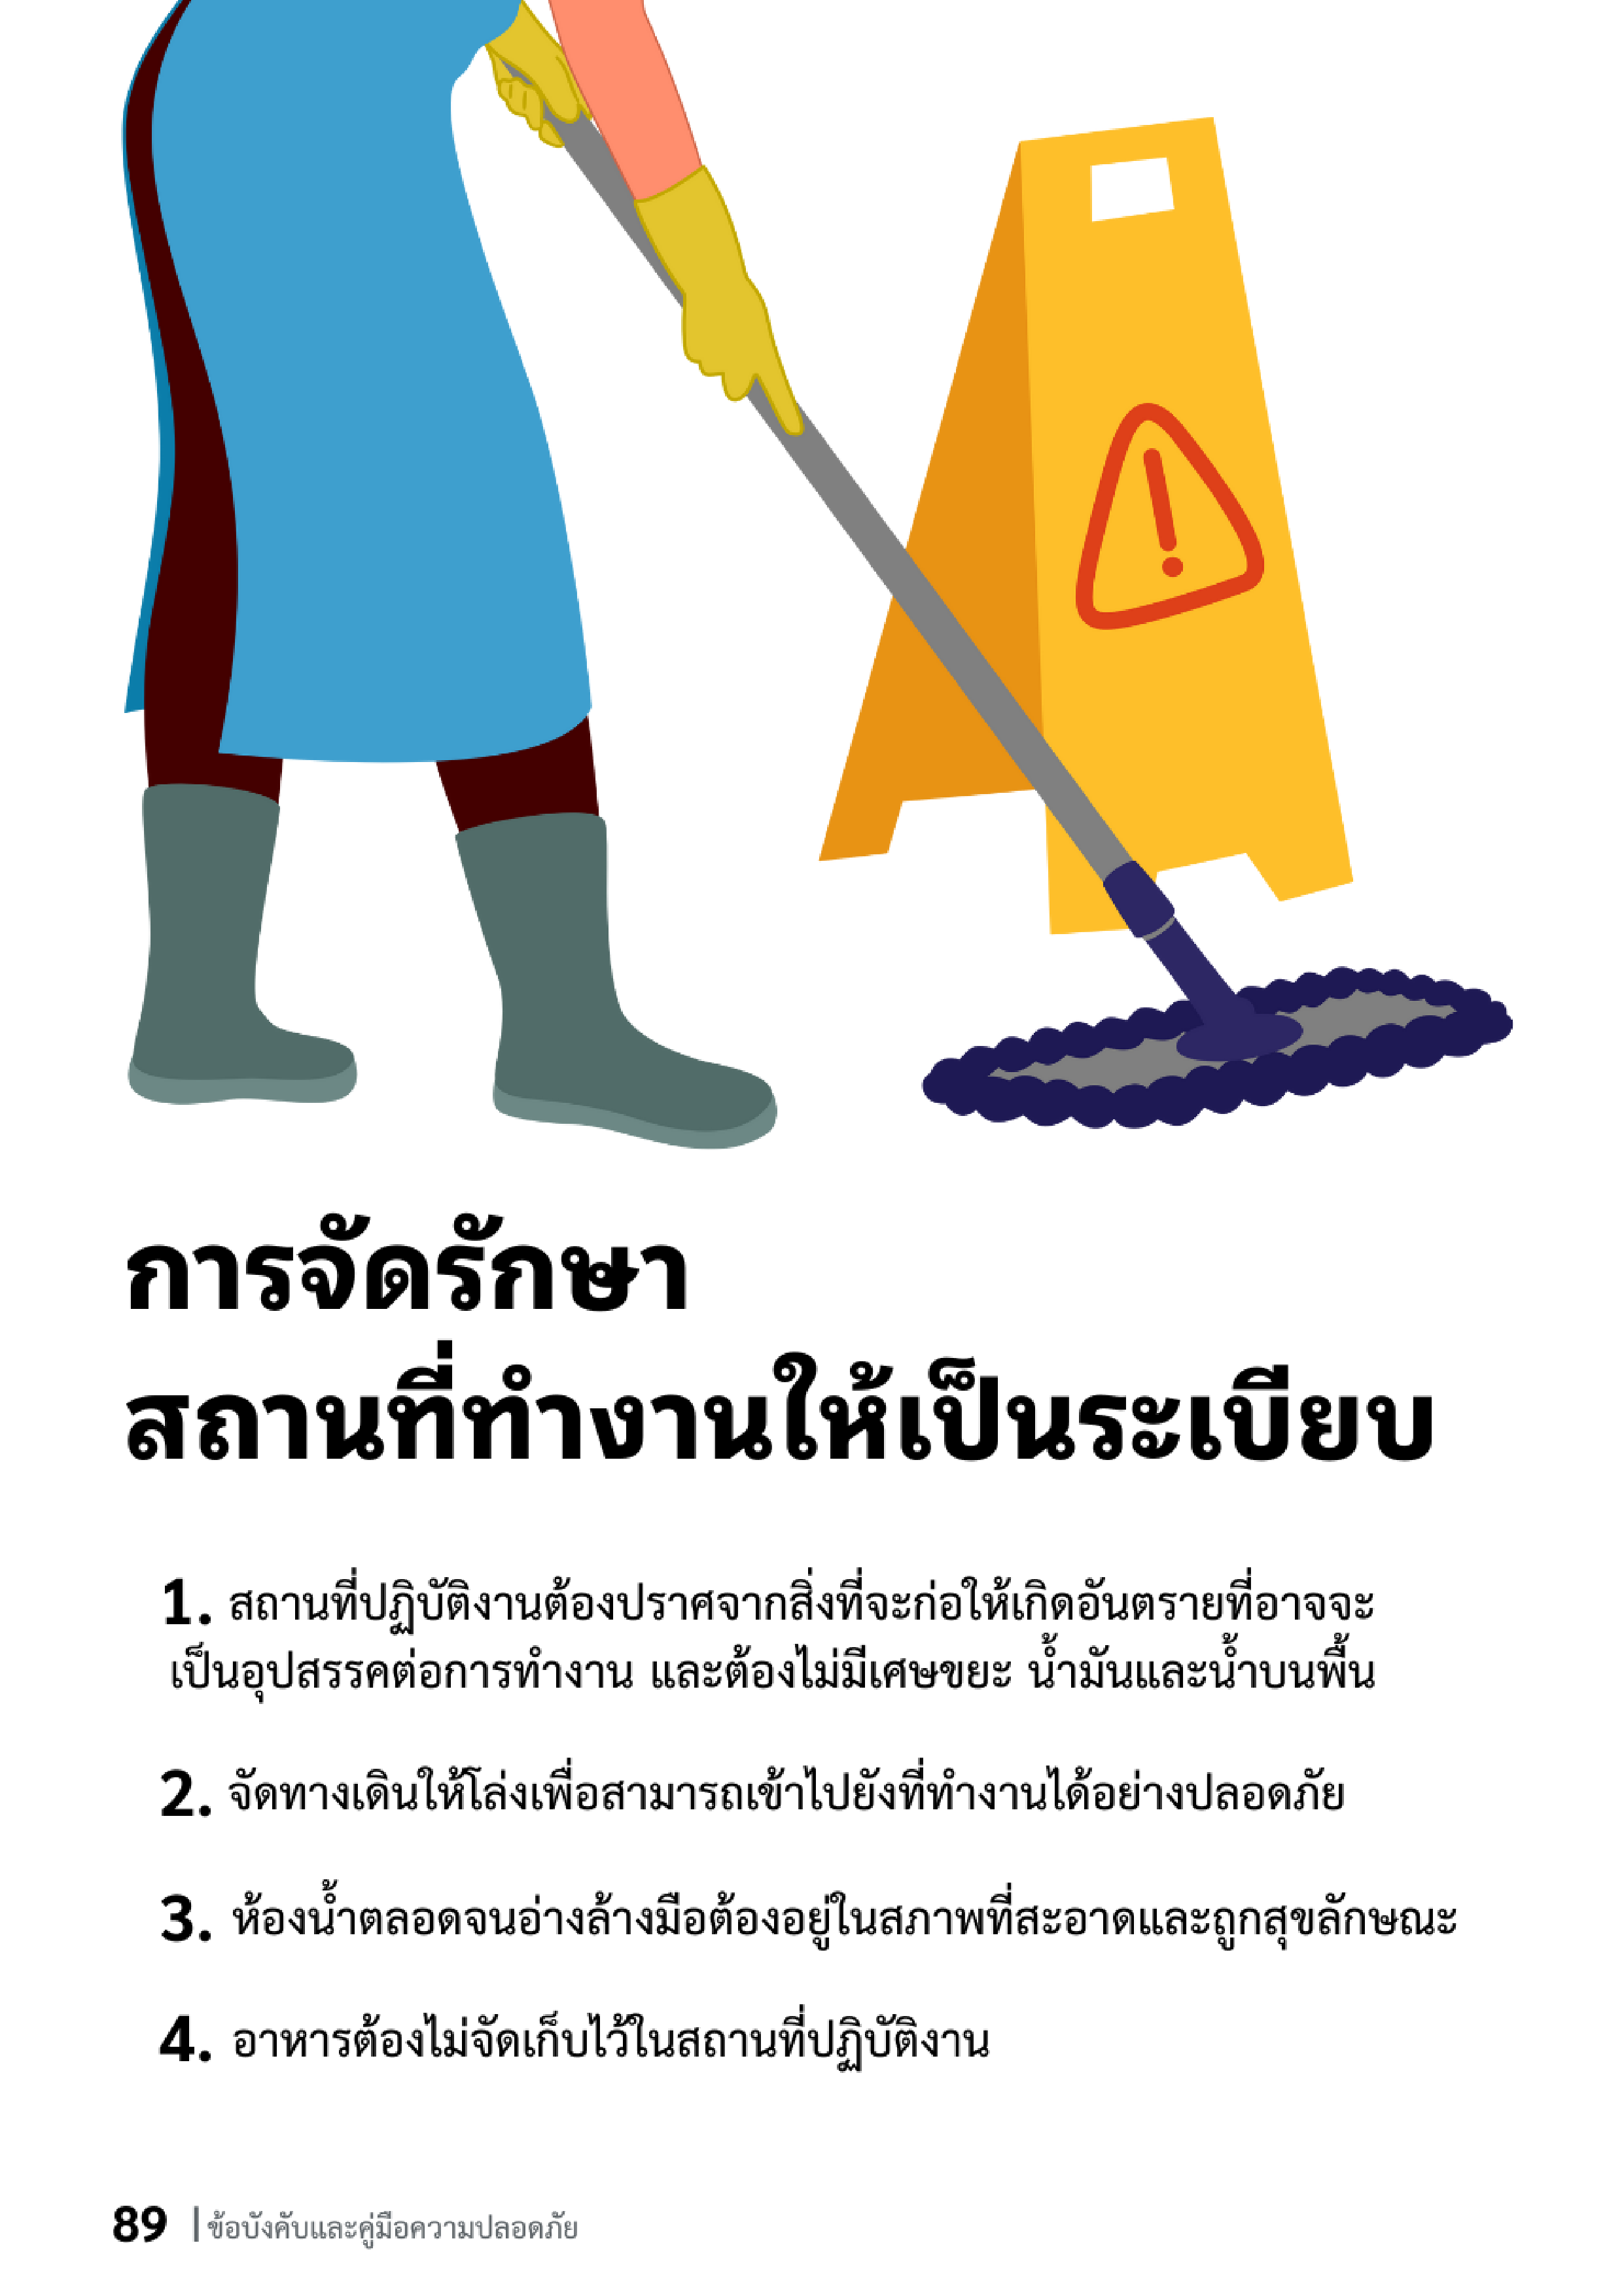 การจัดรักษา
สถานที่ทำงานให้เป็นระเบียบ
1. สถานที่ปฏิบัติงานต้องปราศจากสิ่งที่จะก่อให้เกิดอันตรายที่อาจจะ
เป็นอุปสรรคต่อการทำงาน และต้องไม่มีเศษขยะ น้ำมันและน้ำบนพื้น
2. จัดทางเดินให้โล่งเพื่อสามารถเข้าไปยังที่ทำงานได้อย่างปลอดภัย
3. ห้องน้ำตลอดจนอ่างล้างมือต้องอยู่ในสภาพที่สะอาดและถูกสุขลักษณะ
4. อาหารต้องไม่จัดเก็บไว้ในสถานที่ปฏิบัติงาน
89 | ข้อบังคับและคู่มือความปลอดภัย